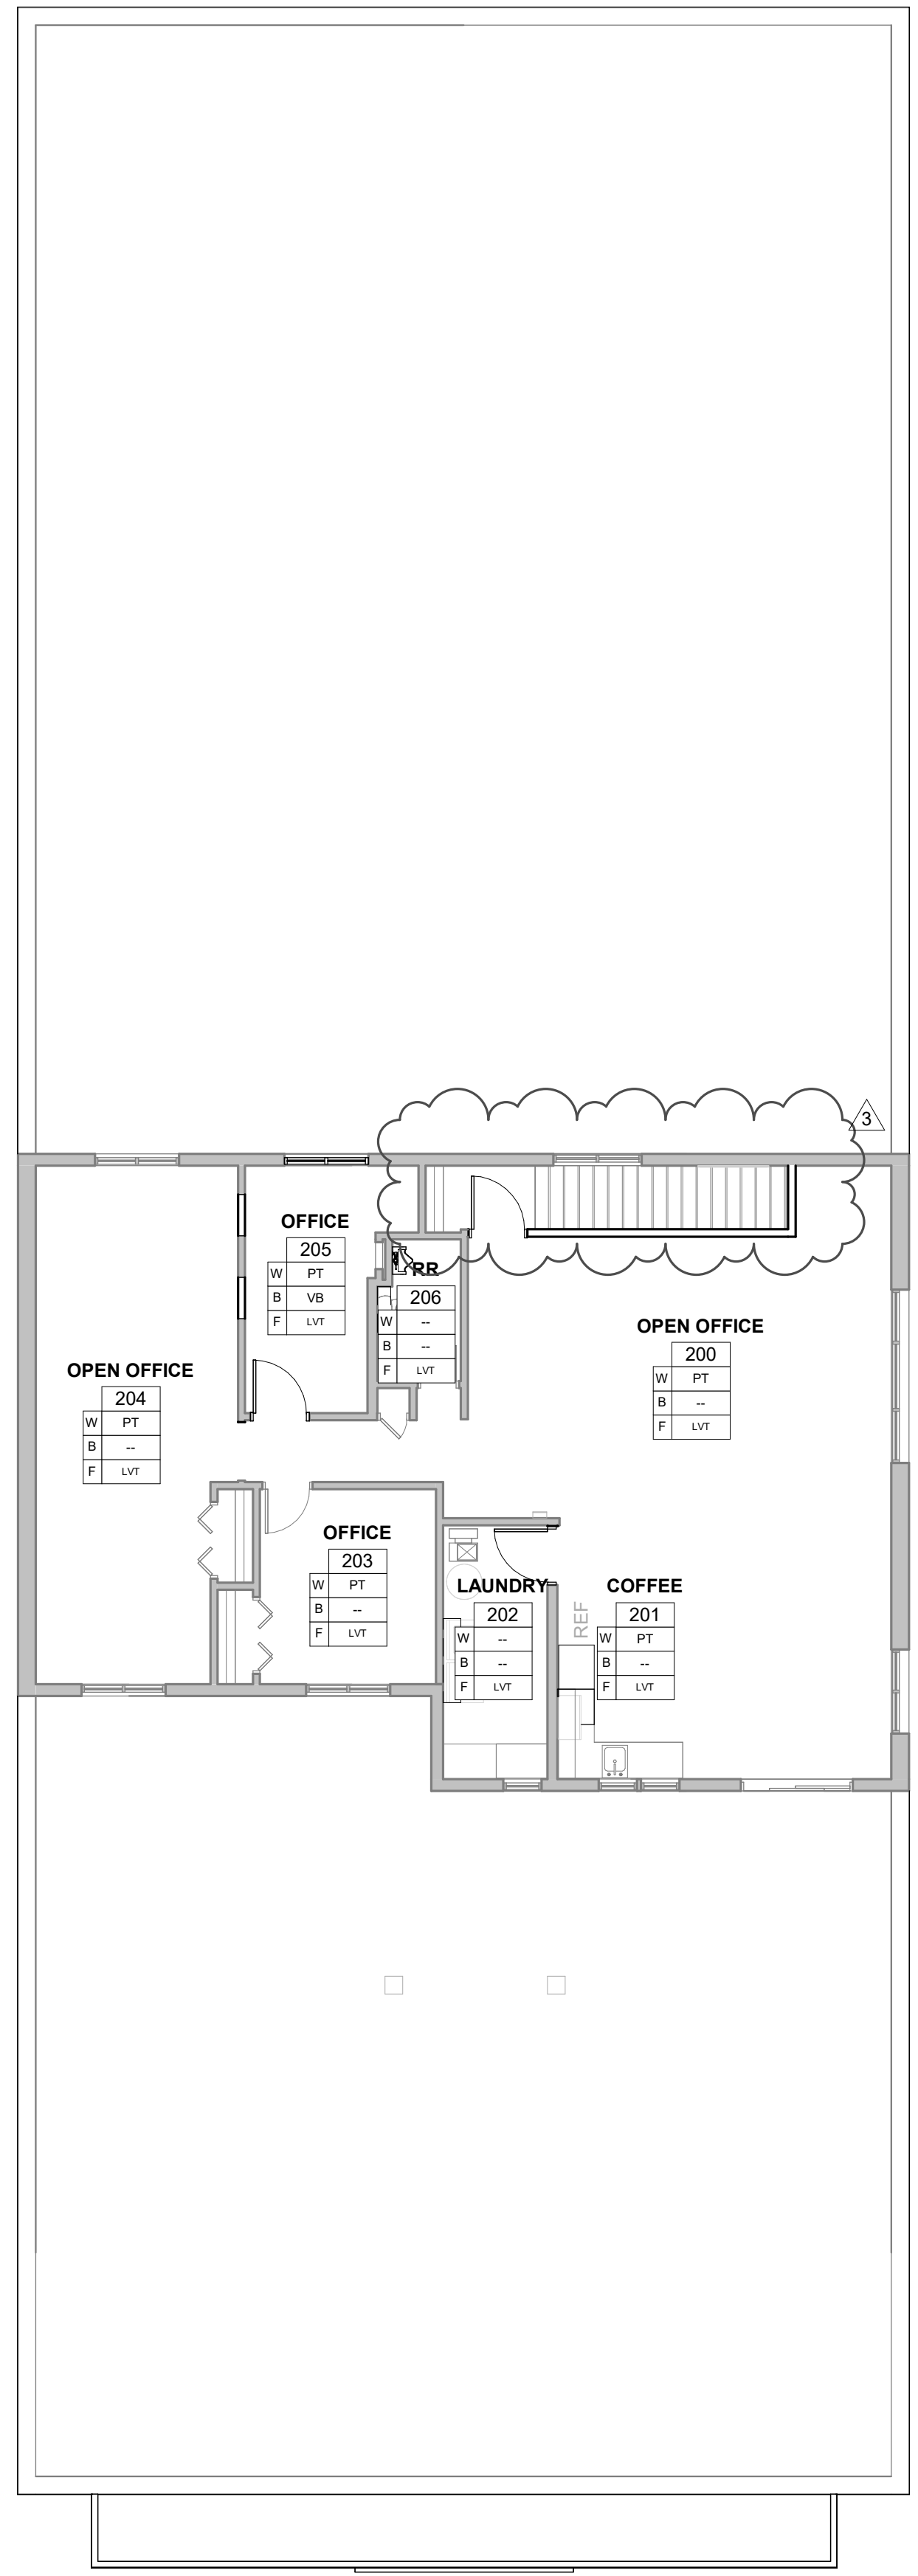 3
OFFICE
205
W PT
B VB
F LVT
RR
206
W --
B --
F LVT
OPEN OFFICE
200
W PT
B --
F LVT
OPEN OFFICE
204
W PT
B --
F LVT
OFFICE
203
W PT
B --
F LVT
LAUNDRY
202
W --
B --
F LVT
REF
COFFEE
201
W PT
B --
F LVT